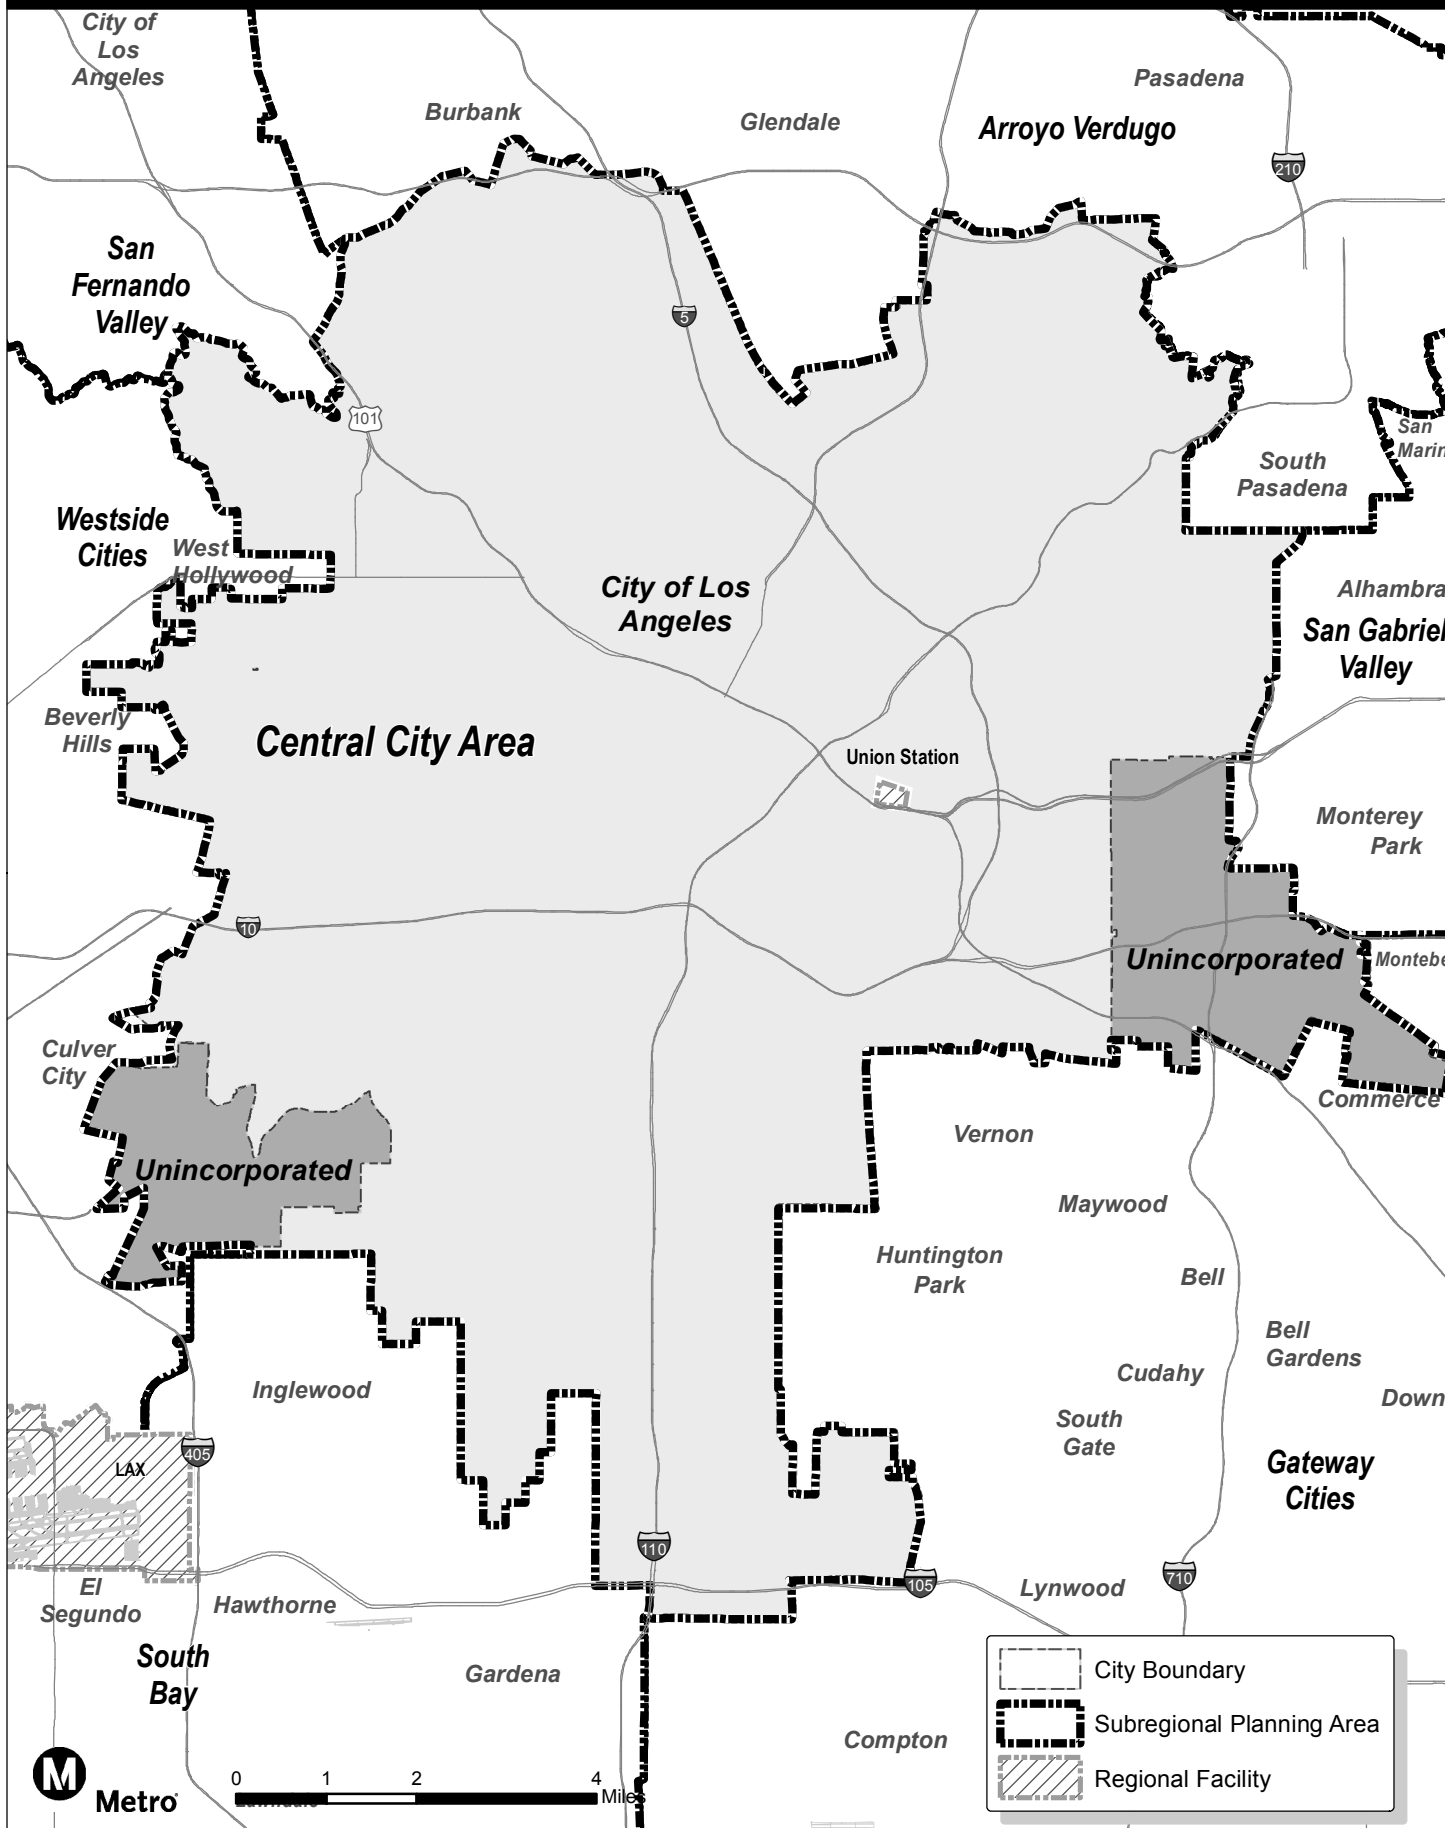 City of
Los
Angeles
Burbank
Glendale
Pasadena
Arroyo Verdugo
210
San
Fernando
Valley
5
101
San
Marin
South
Pasadena
Westside
Cities
West
Hollywood
City of Los
Angeles
Alhambra
San Gabriel
Valley
Beverly
Hills
Central City Area
Union Station
Monterey
Park
10
Unincorporated
Montebe
Culver
City
Commerce
Vernon
Unincorporated
Maywood
Huntington
Park
Bell
Bell
Gardens
Inglewood
Cudahy
Down
South
Gate
405
LAX
Gateway
Cities
110
105
710
El
Segundo
Hawthorne
Lynwood
South
Bay
Gardena
Compton
City Boundary
Subregional Planning Area
Regional Facility
M
Metro
0 1 2 4
Miles